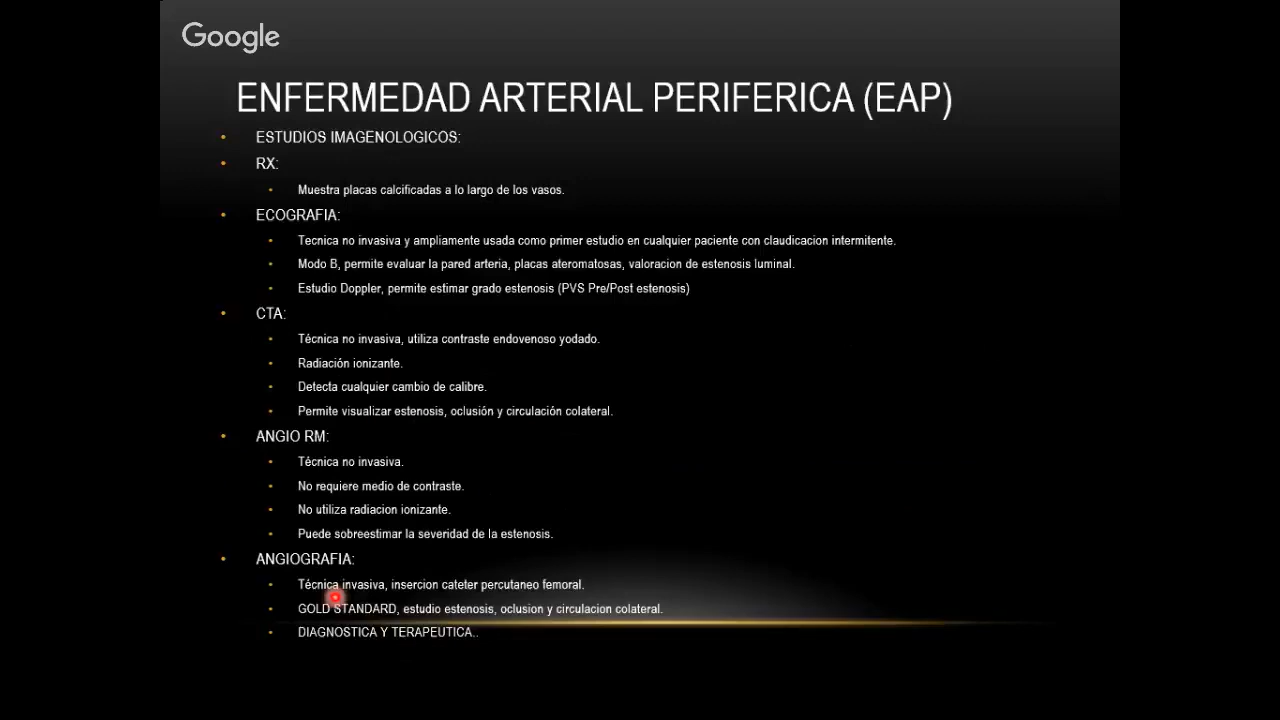 Google
ENFERMEDAD ARTERIAL PERIFERICA (EAP)
• ESTUDIOS IMAGENOLOGICOS:
• RX:
• Muestra placas calcificadas a lo largo de los vasos.
• ECOGRAFIA:
• Tecnica no invasiva y ampliamente usada como primer estudio en cualquier paciente con claudicacion intermitente.
• Modo B, permite evaluar la pared arteria, placas ateromatosas, valoracion de estenosis luminal.
• Estudio Doppler, permite estimar grado estenosis (PVS Pre/Post estenosis)
• CTA:
• Técnica no invasiva, utiliza contraste endovenoso yodado.
• Radiación ionizante.
• Detecta cualquier cambio de calibre.
• Permite visualizar estenosis, oclusión y circulación colateral.
• ANGIO RM:
• Técnica no invasiva.
• No requiere medio de contraste.
• No utiliza radiacion ionizante.
• Puede sobreestimar la severidad de la estenosis.
• ANGIOGRAFIA:
• Técnica invasiva, insercion cateter percutaneo femoral.
• GOLD STANDARD, estudio estenosis, oclusion y circulacion colateral.
• DIAGNOSTICA Y TERAPEUTICA..